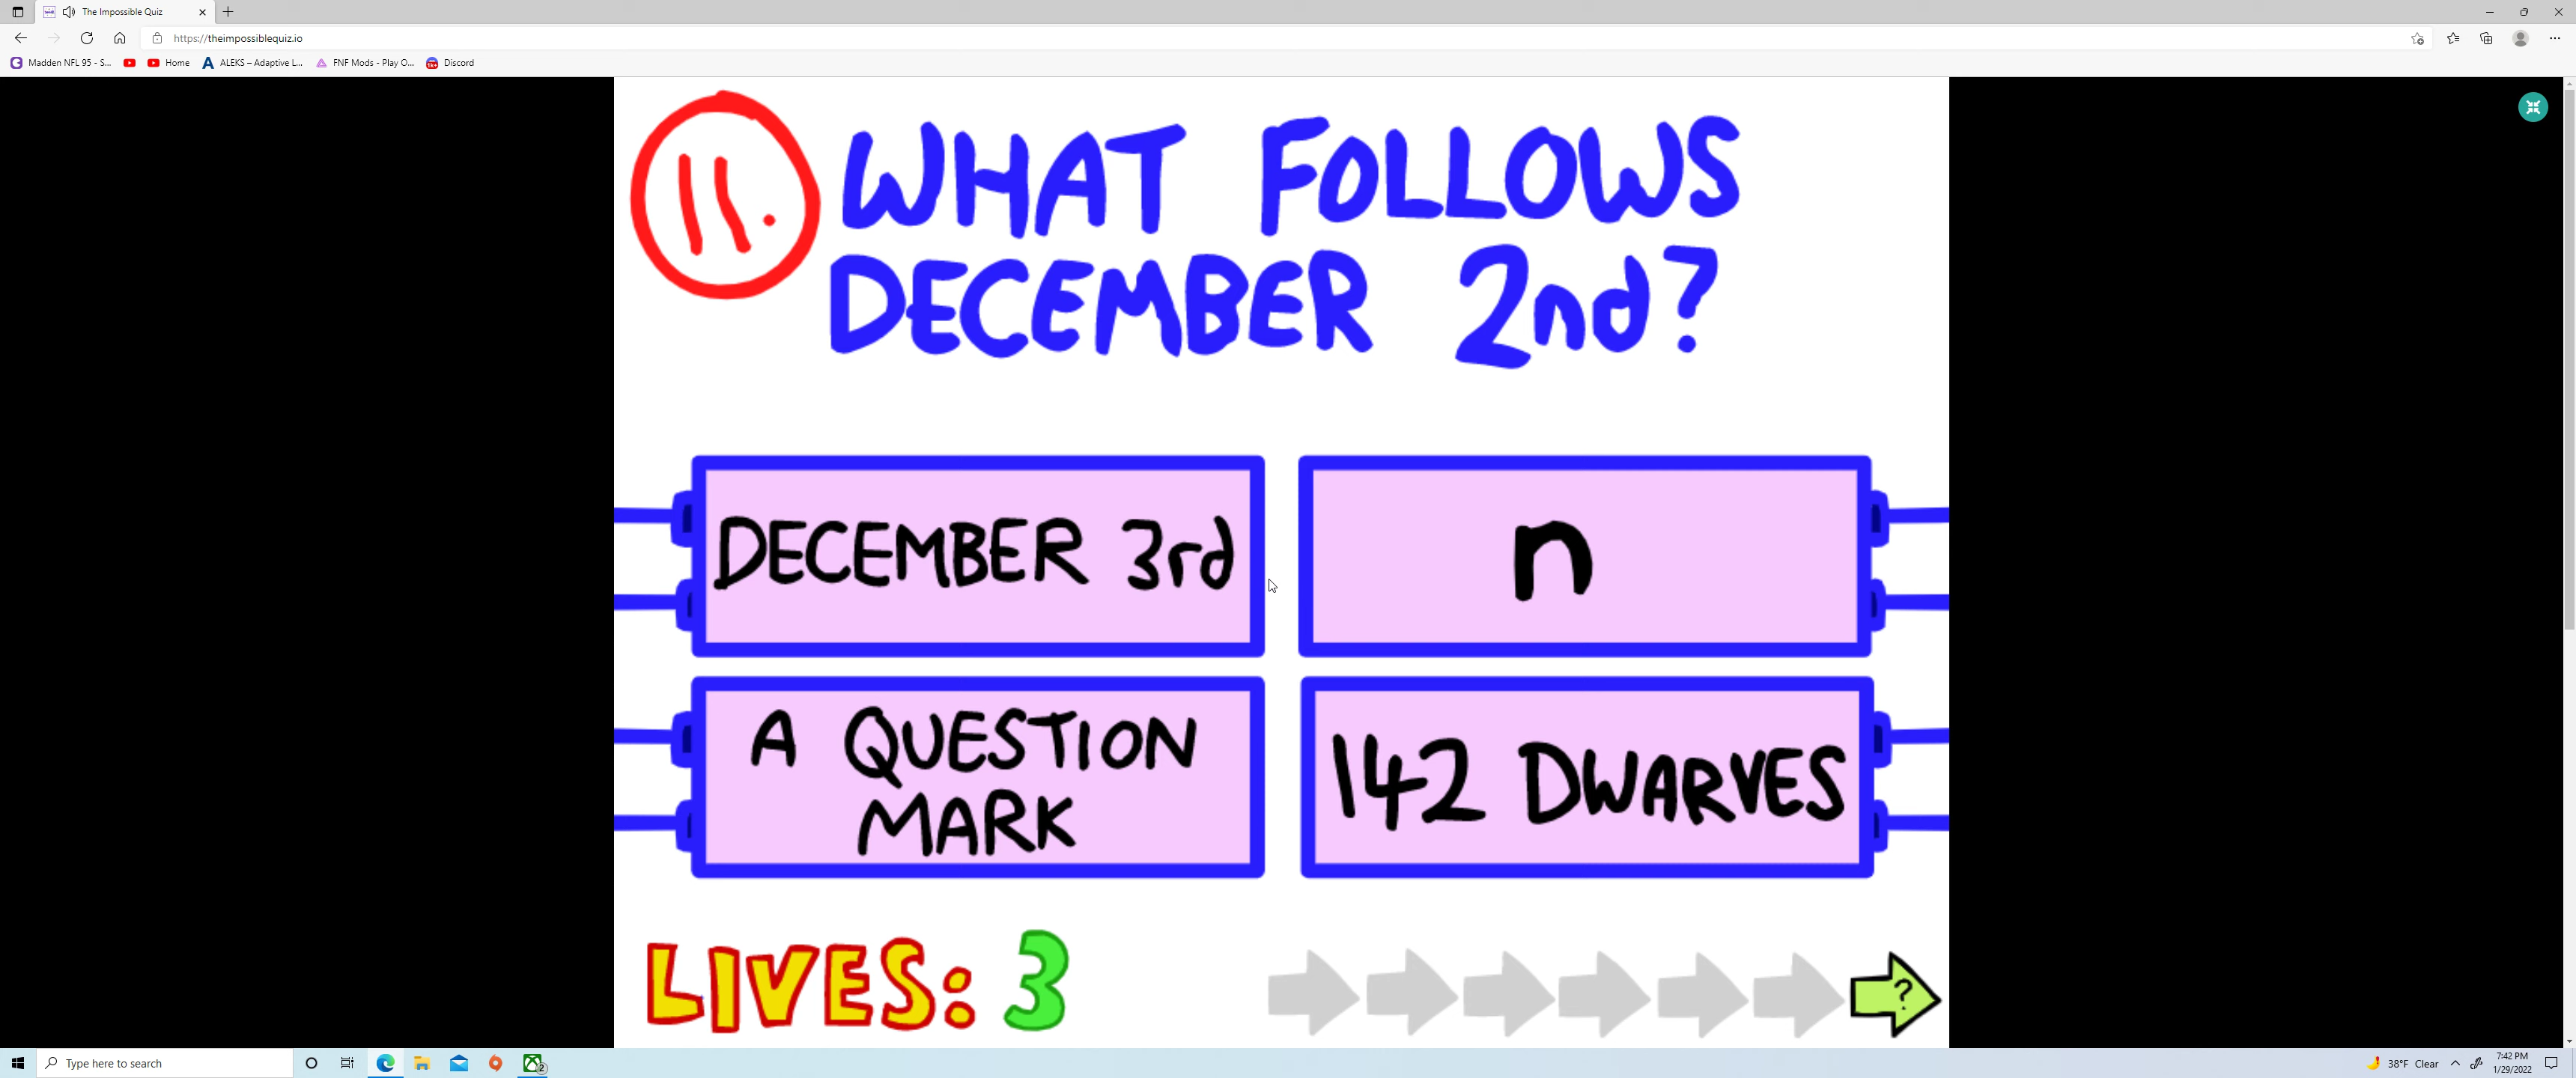 The Impossible Quiz
https://theimpossiblequiz.io
Madden NFL 95 - S...
Home
ALEKS – Adaptive L...
FNF Mods - Play O...
Discord
11. WHAT FOLLOWS
DECEMBER 2nd?
DECEMBER 3rd
n
A QUESTION
MARK
142 DWARVES
LIVES: 3
?
Type here to search
2
38°F Clear
7:42 PM
1/29/2022